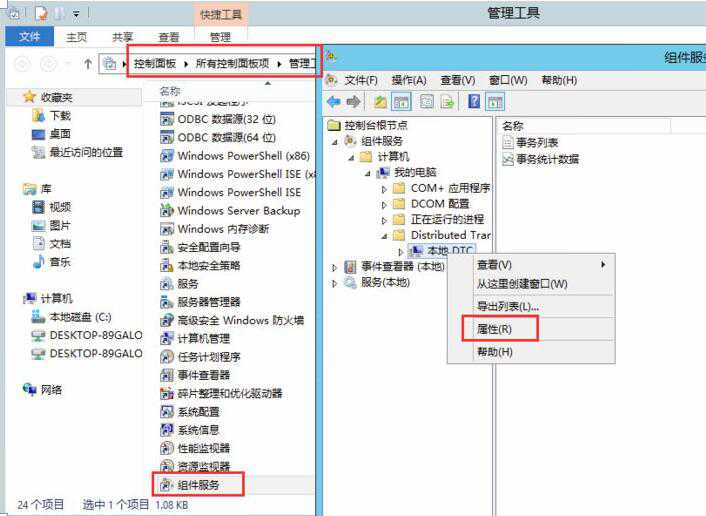 快捷工具
管理工具
文件
主页
共享
查看
管理
控制面板
所有控制面板项
管理工
收藏夹
下载
桌面
最近访问的位置
库
视频
图片
文档
音乐
计算机
本地磁盘 (C:)
DESKTOP-89GALO
DESKTOP-89GALO
网络
名称
ODBC 数据源(32 位)
ODBC 数据源(64 位)
Windows PowerShell (x86)
Windows PowerShell ISE (x8
Windows PowerShell ISE
Windows Server Backup
Windows 内存诊断
安全配置向导
本地安全策略
服务
服务器管理器
高级安全 Windows 防火墙
计算机管理
任务计划程序
事件查看器
碎片整理和优化驱动器
系统配置
系统信息
性能监视器
资源监视器
组件服务
24 个项目 选中 1 个项目 1.08 KB
组件服务
文件(F)
操作(A)
查看(V)
窗口(W)
帮助(H)
控制台根节点
组件服务
计算机
我的电脑
COM+ 应用程序
DCOM 配置
正在运行的进程
Distributed Tran
本地 DTC
事件查看器 (本地)
服务(本地)
名称
事务列表
事务统计数据
查看(V)
从这里创建窗口(W)
导出列表(L)...
属性(R)
帮助(H)